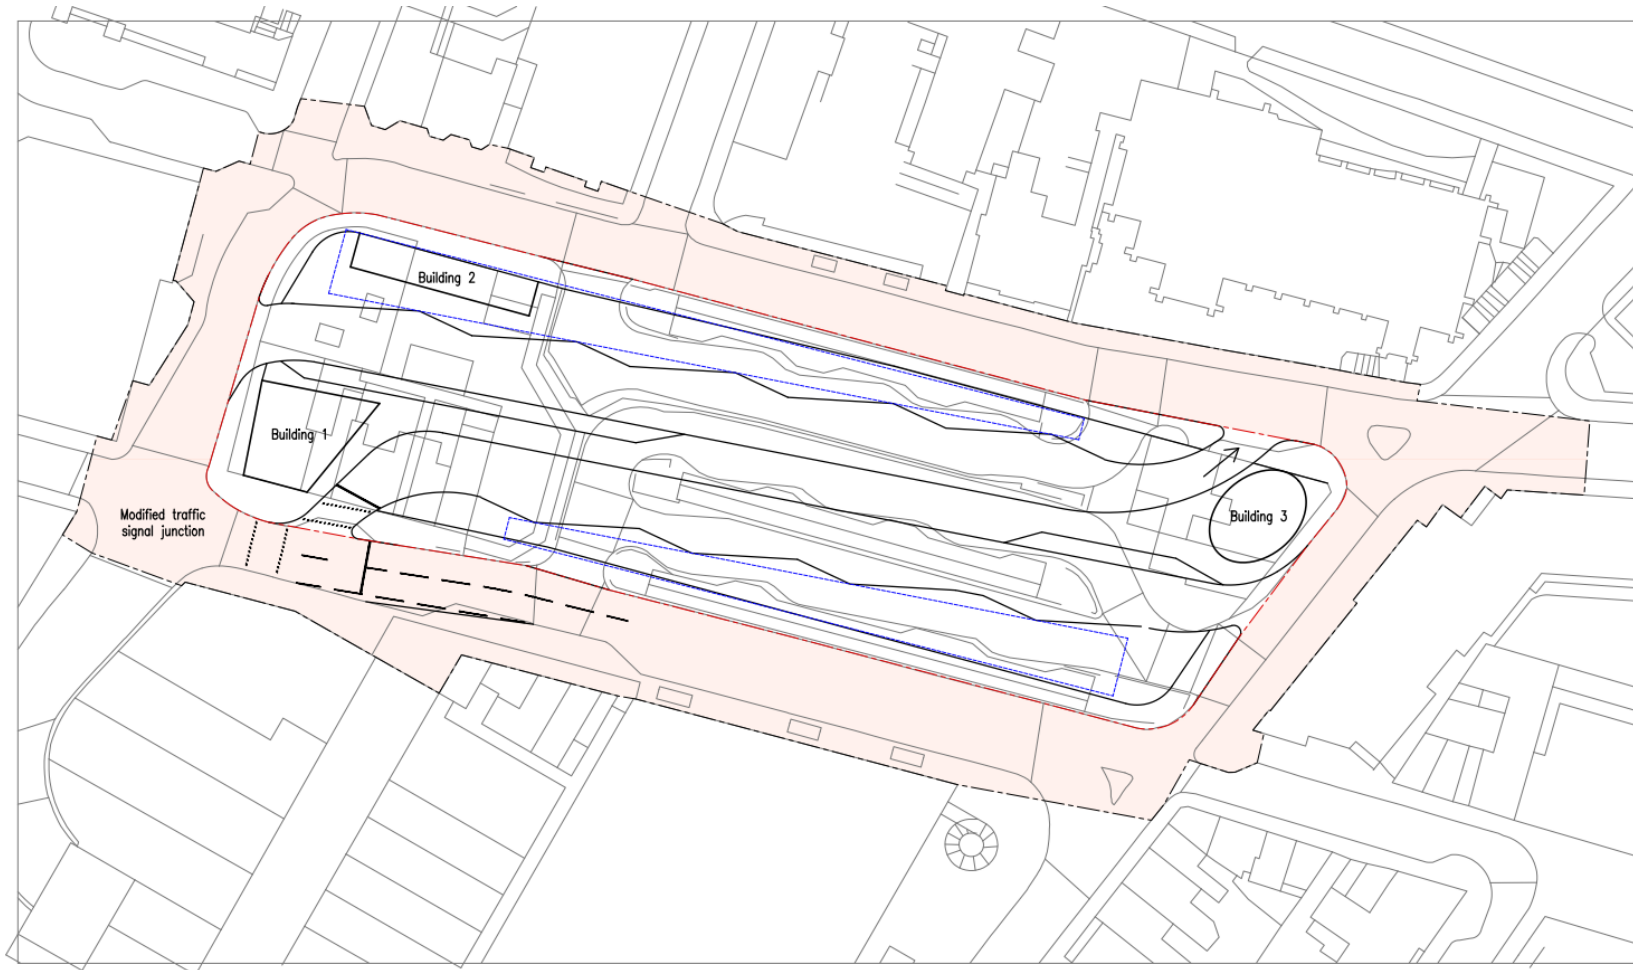 Building 2
Building 1
Building 3
Modified traffic
signal junction